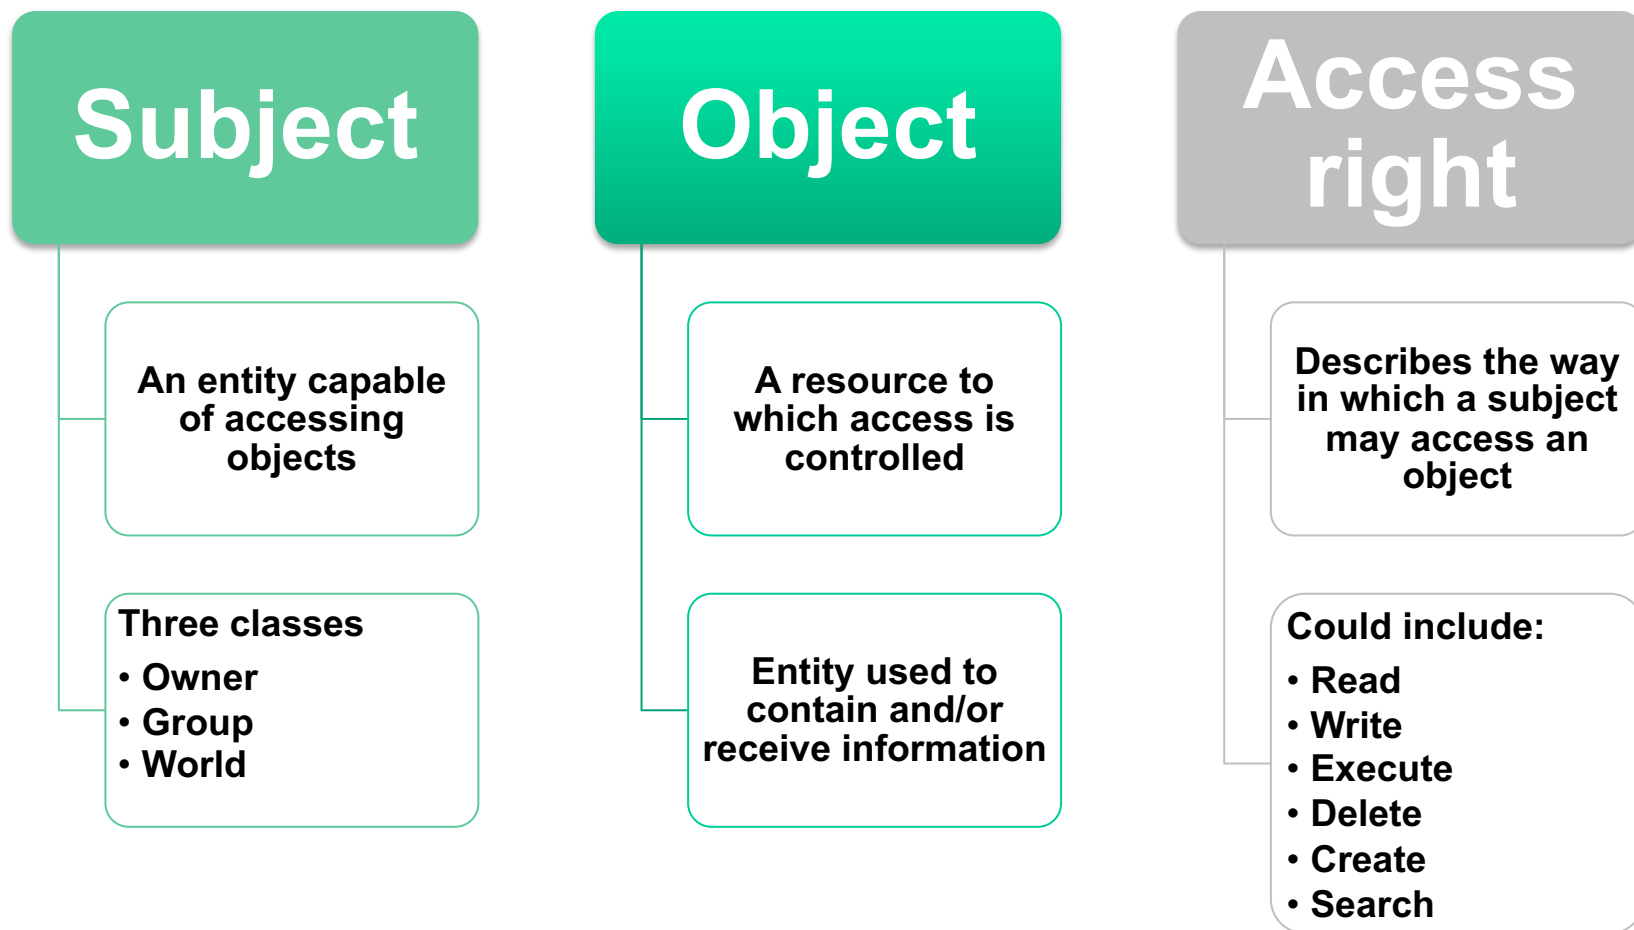 Subject
An entity capable
of accessing
objects
Three classes
• Owner
• Group
• World
Object
A resource to
which access is
controlled
Entity used to
contain and/or
receive information
Access
right
Describes the way
in which a subject
may access an
object
Could include:
• Read
• Write
• Execute
• Delete
• Create
• Search